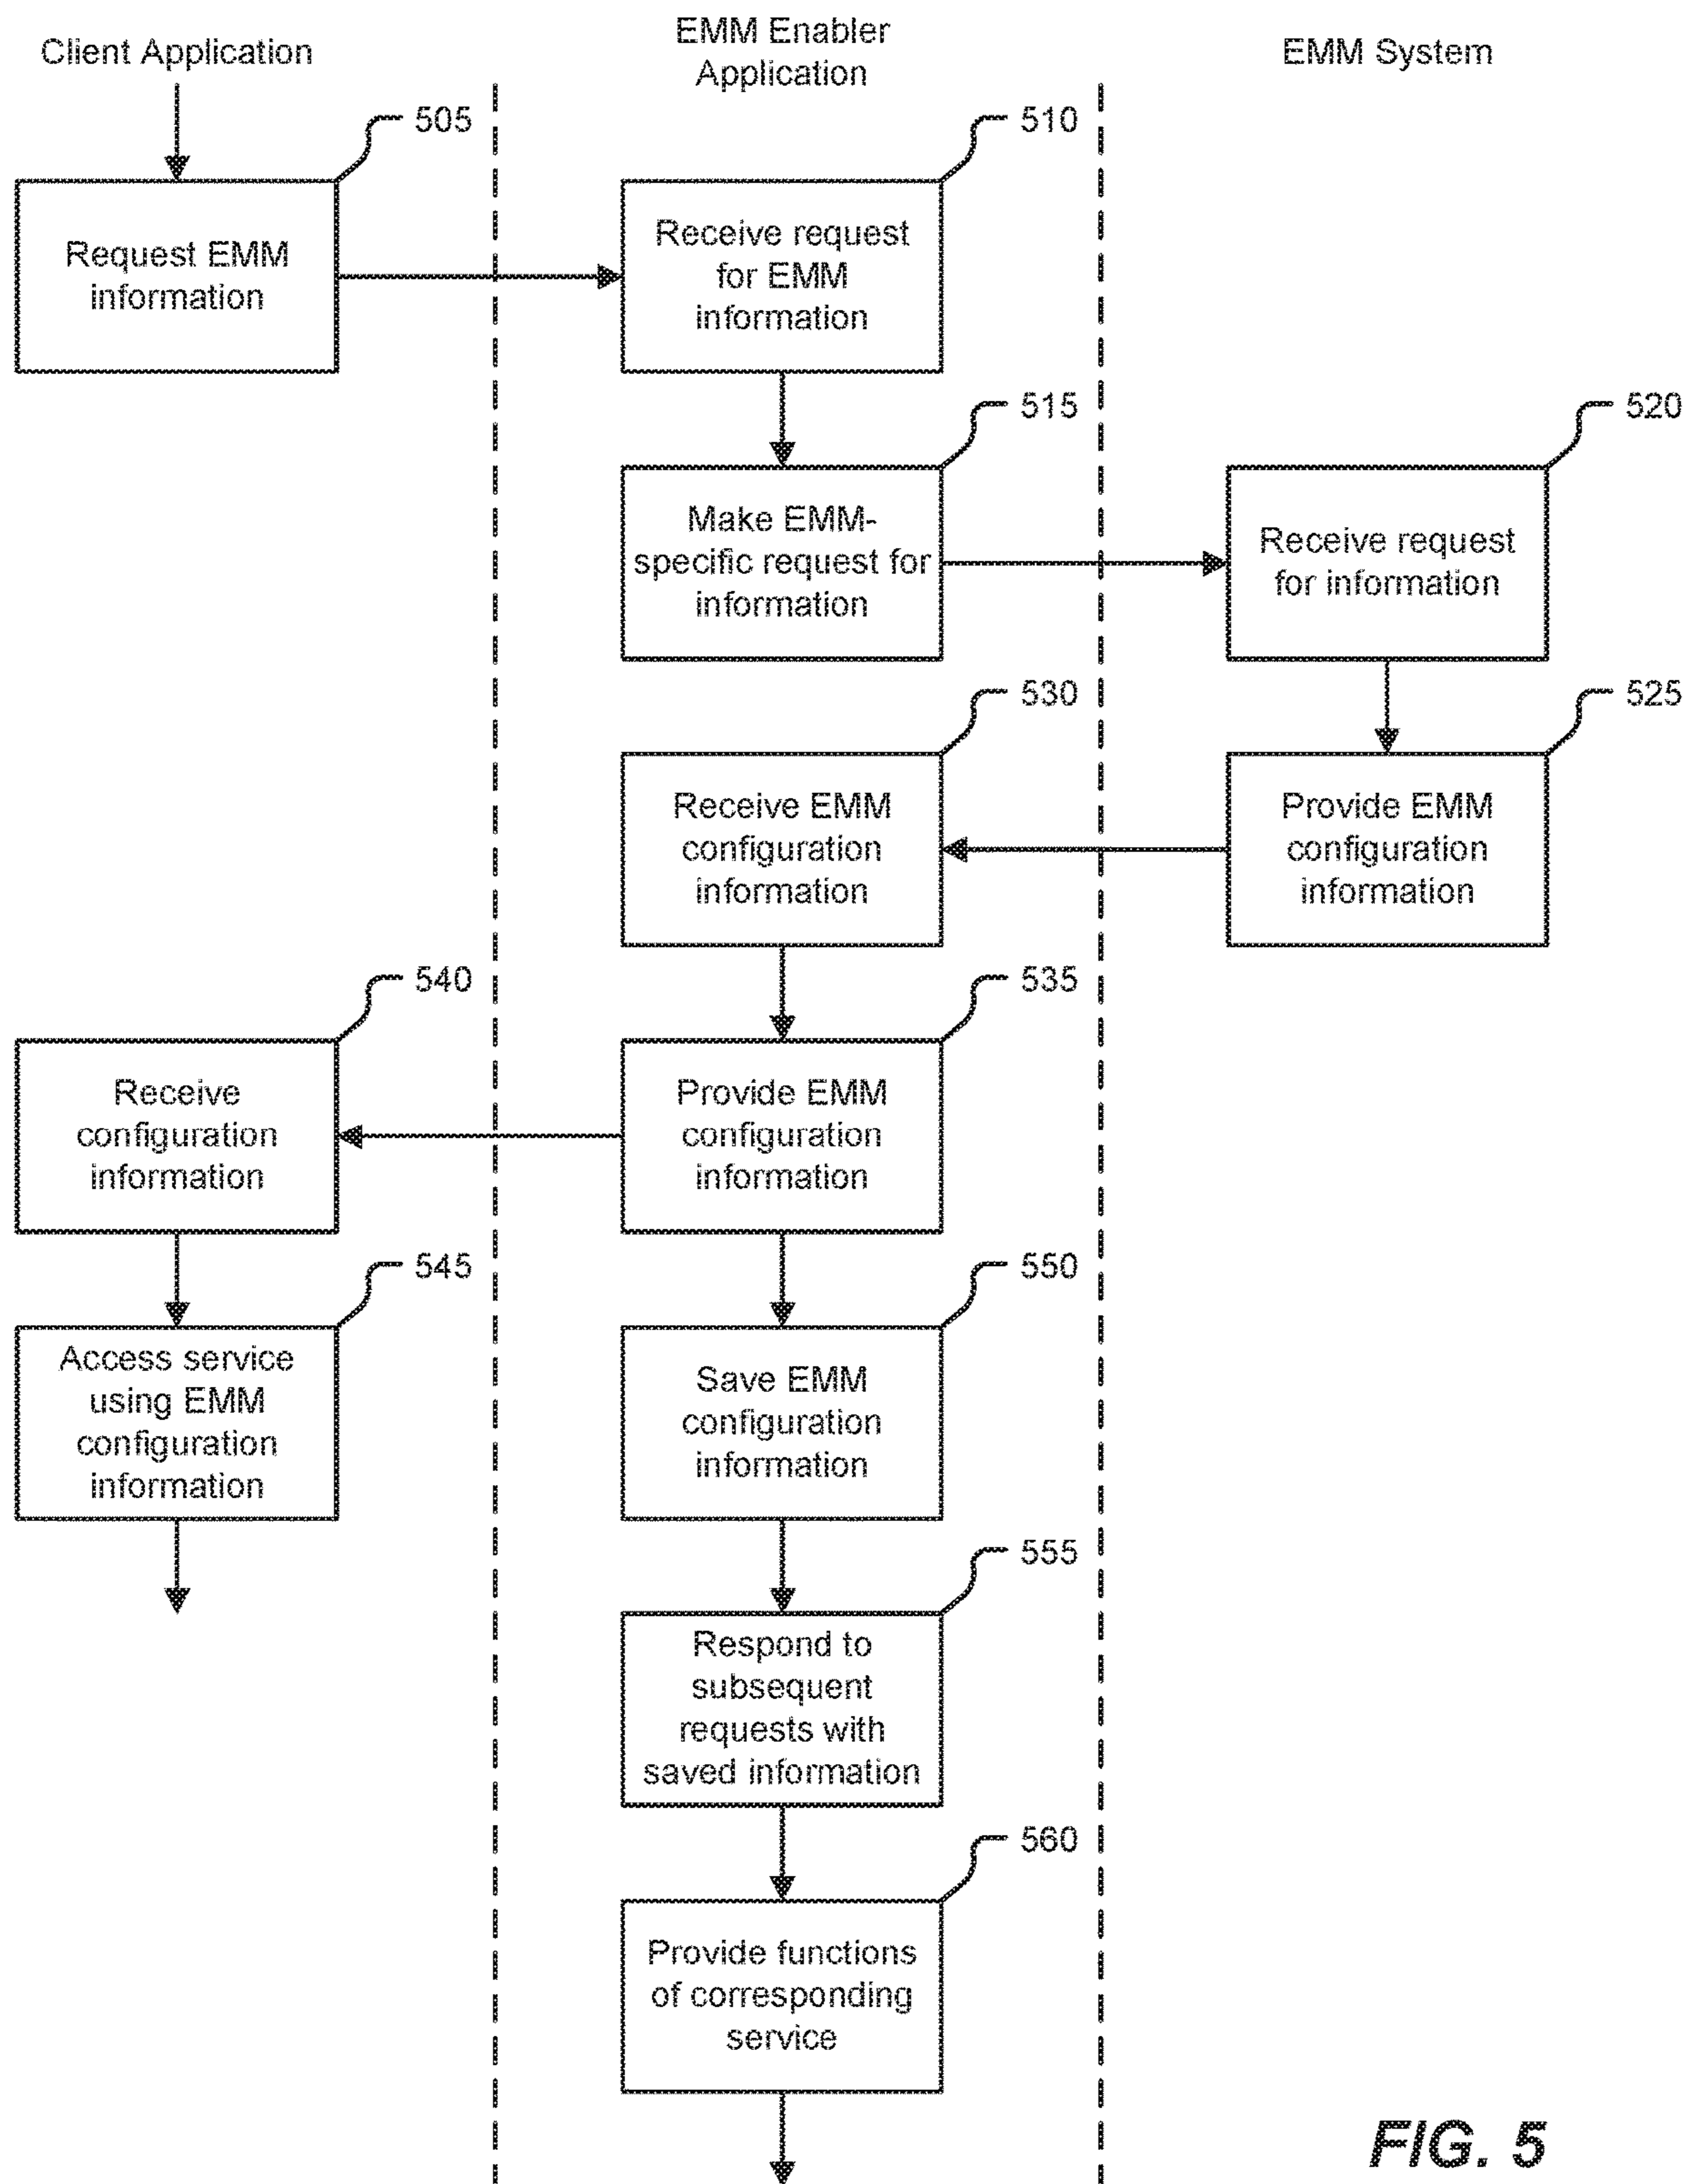 Client Application
EMM Enabler
Application
EMM System
505
510
Request EMM
information
Receive request
for EMM
information
515
520
Make EMM-
specific request for
information
Receive request
for information
530
525
Receive EMM
configuration
information
Provide EMM
configuration
information
540
535
Receive
configuration
information
Provide EMM
configuration
information
545
550
Access service
using EMM
configuration
information
Save EMM
configuration
information
555
Respond to
subsequent
requests with
saved information
560
Provide functions
of corresponding
service
FIG. 5